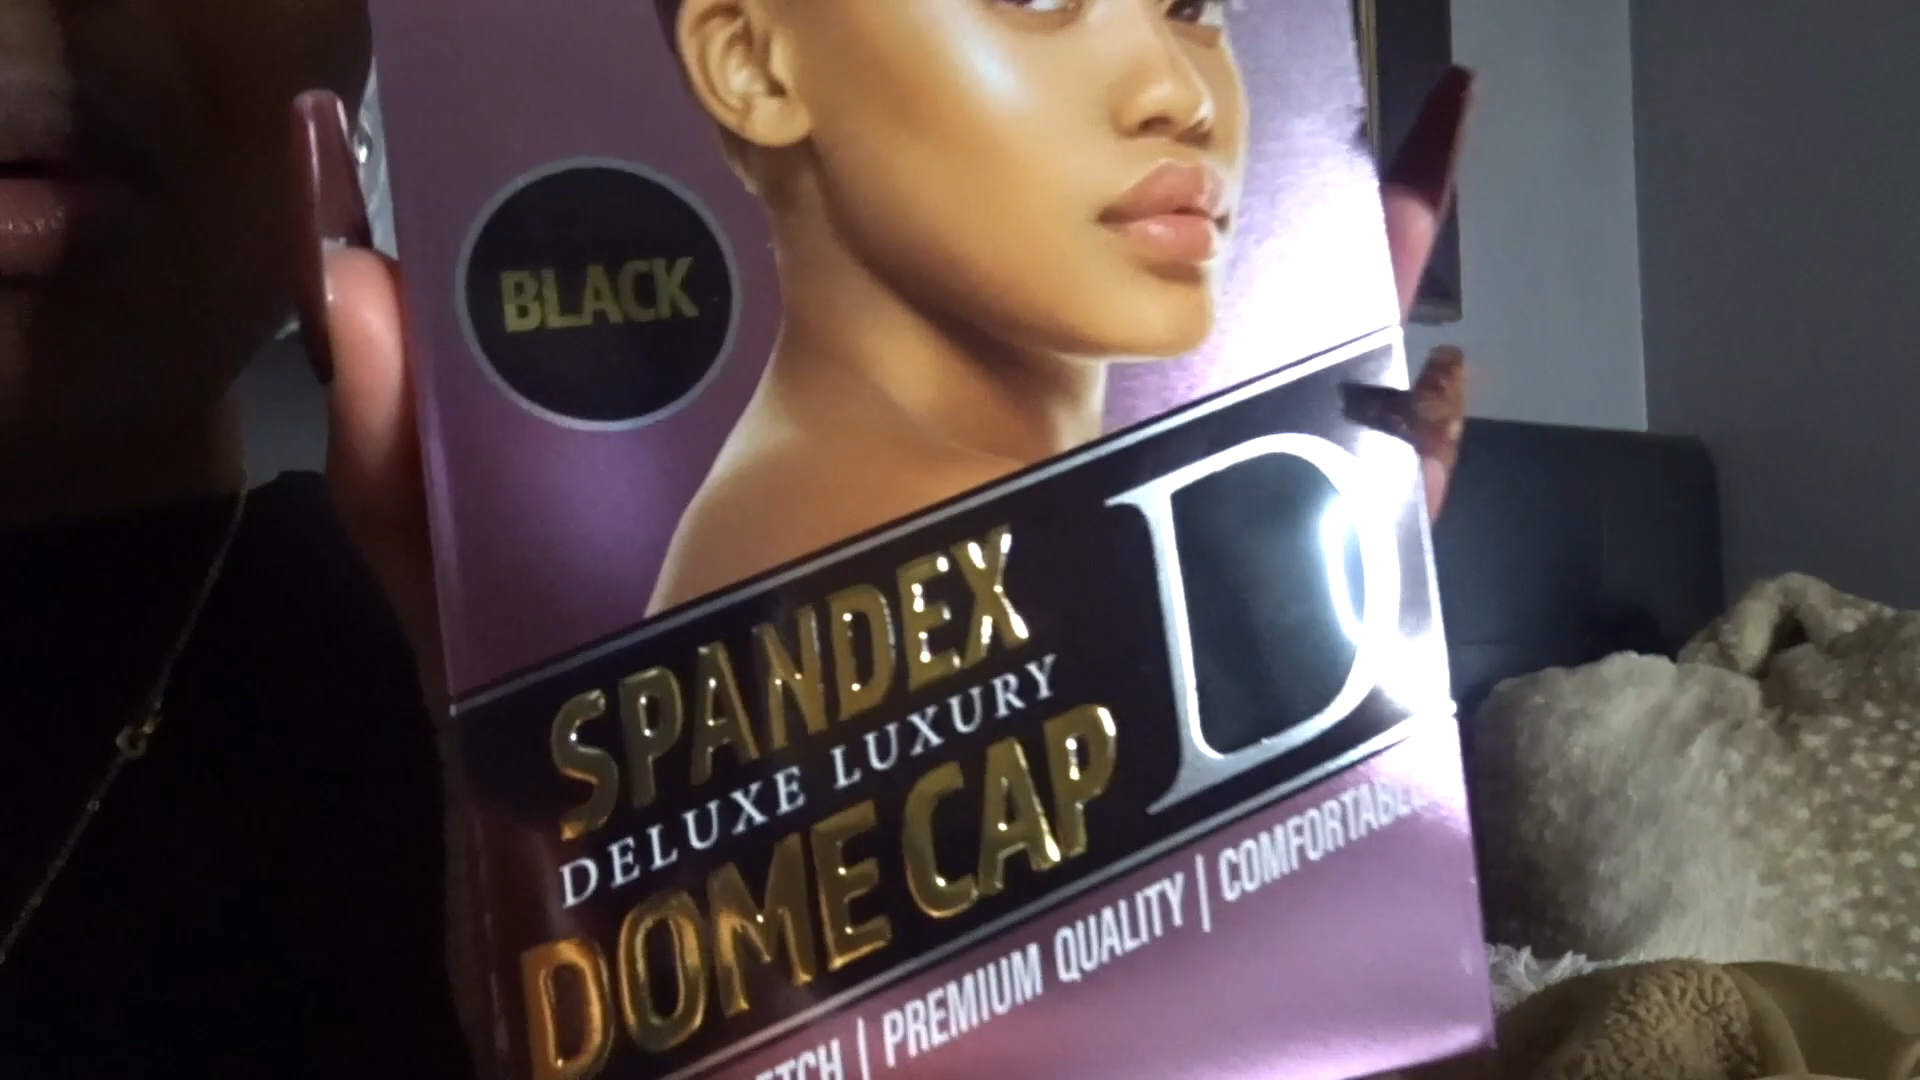 BLACK
SPANDEX
DELUXE LUXURY
DOME CAP
D
PREMIUM QUALITY | COMFORTABLE